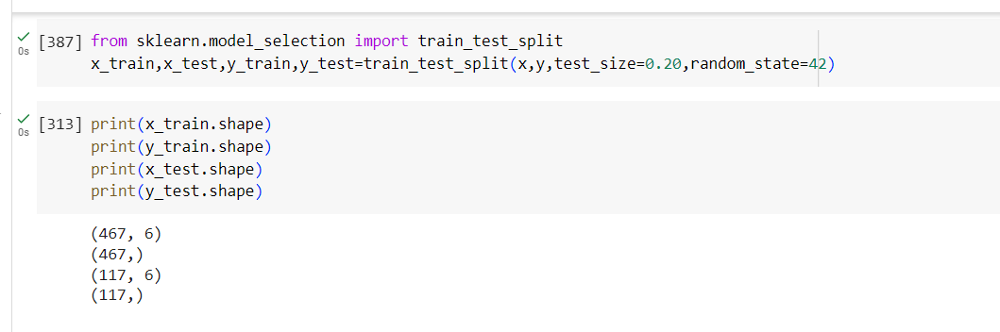 0s
[387] from sklearn.model_selection import train_test_split
x_train,x_test,y_train,y_test=train_test_split(x,y,test_size=0.20,random_state=42)
0s
[313] print(x_train.shape)
print(y_train.shape)
print(x_test.shape)
print(y_test.shape)
(467, 6)
(467,)
(117, 6)
(117,)